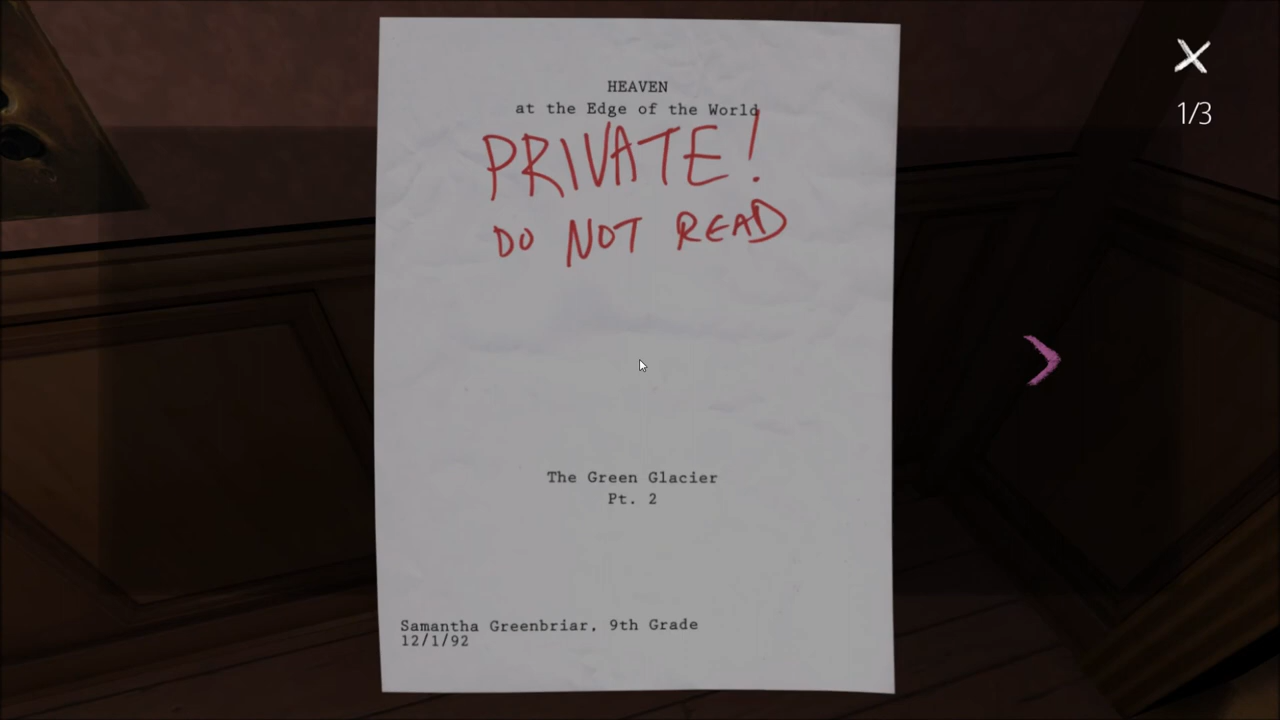 HEAVEN
at the Edge of the World
PRIVATE!
DO NOT READ
The Green Glacier
Pt. 2
Samantha Greenbriar, 9th Grade
12/1/92
1/3